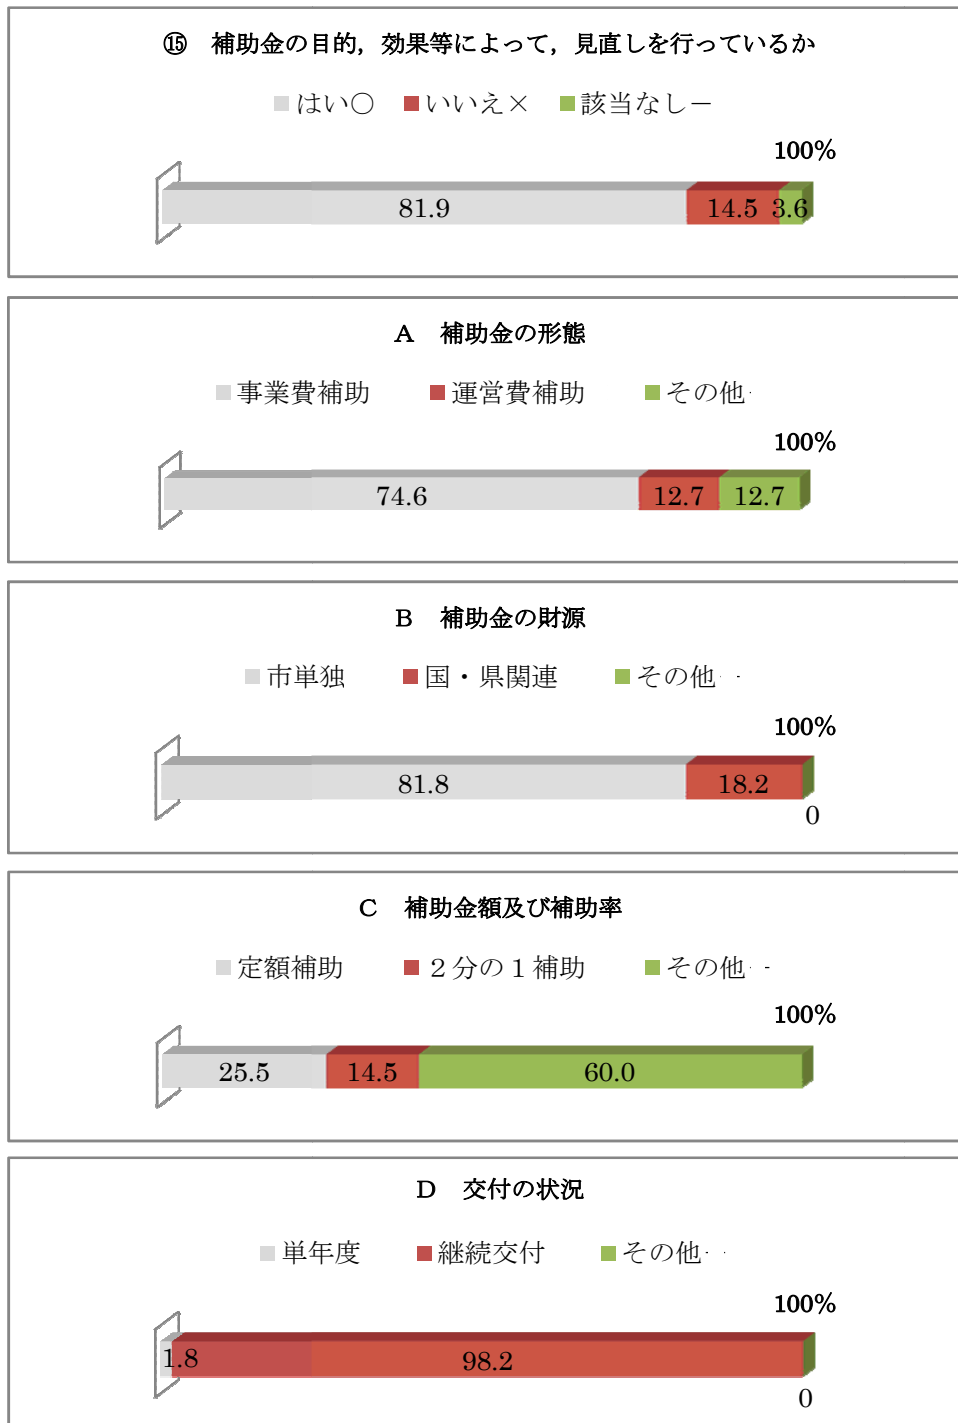 ⑮　補助金の目的，効果等によって，見直しを行っているか
はい〇　いいえ×　該当なし－
100%
81.9　14.5　3.6
A　補助金の形態
事業費補助　運営費補助　その他
100%
74.6　12.7　12.7
B　補助金の財源
市単独　国・県関連　その他
100%
81.8　18.2
0
C　補助金額及び補助率
定額補助　２分の１補助　その他
100%
25.5　14.5　60.0
D　交付の状況
単年度　継続交付　その他
100%
1.8　98.2
0